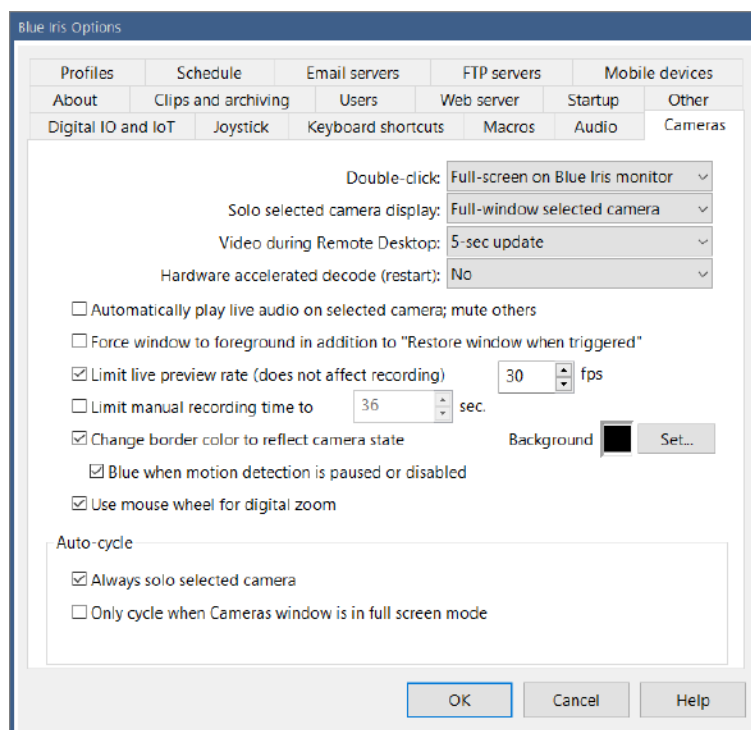 Blue Iris Options
Profiles Schedule Email servers FTP servers Mobile devices
About Clips and archiving Users Web server Startup Other
Digital IO and IoT Joystick Keyboard shortcuts Macros Audio Cameras
Double-click: Full-screen on Blue Iris monitor
Solo selected camera display: Full-window selected camera
Video during Remote Desktop: 5-sec update
Hardware accelerated decode (restart): No
Automatically play live audio on selected camera; mute others
Force window to foreground in addition to "Restore window when triggered"
Limit live preview rate (does not affect recording) 30 fps
Limit manual recording time to 36 sec.
Change border color to reflect camera state Background Set...
Blue when motion detection is paused or disabled
Use mouse wheel for digital zoom
Auto-cycle
Always solo selected camera
Only cycle when Cameras window is in full screen mode
OK Cancel Help